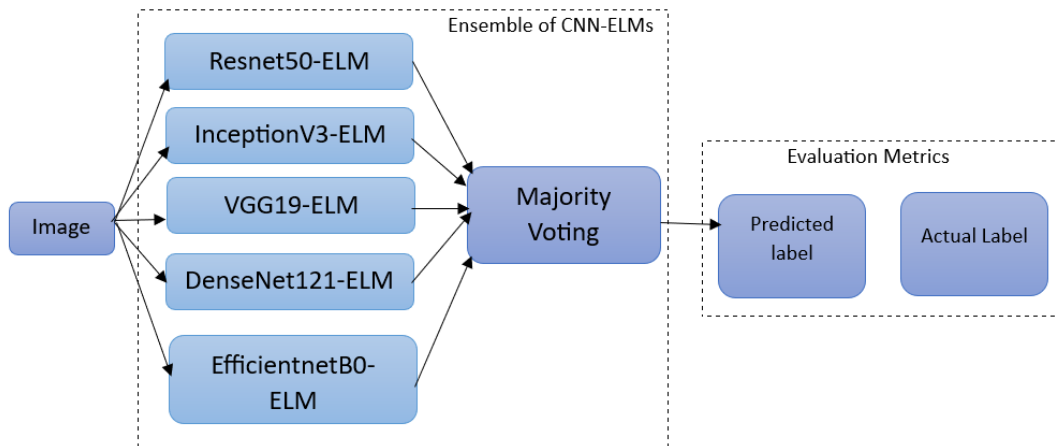 Ensemble of CNN-ELMs
Resnet50-ELM
InceptionV3-ELM
VGG19-ELM
DenseNet121-ELM
EfficientnetB0-
ELM
Image
Majority
Voting
Evaluation Metrics
Predicted
label
Actual Label